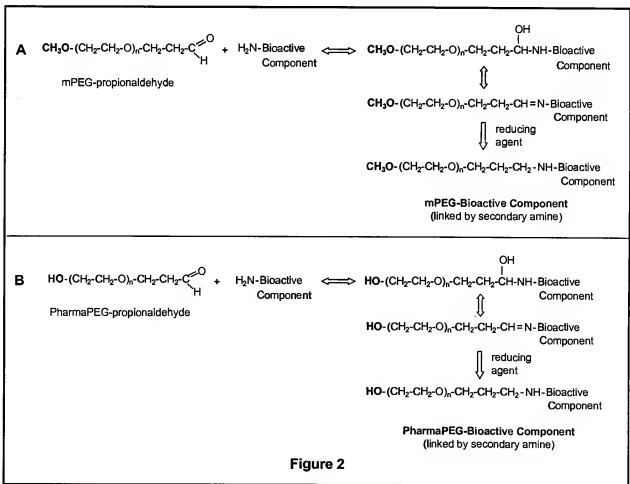 OH
A CH₃O-(CH₂-CH₂-O)ₙ-CH₂-CH₂-C O H + H₂N-Bioactive Component ⇔ CH₃O-(CH₂-CH₂-O)ₙ-CH₂-CH₂-CH-NH-Bioactive
Component
mPEG-propionaldehyde
CH₃O-(CH₂-CH₂-O)ₙ-CH₂-CH₂-CH=N-Bioactive
Component
reducing
agent
CH₃O-(CH₂-CH₂-O)ₙ-CH₂-CH₂-CH₂-NH-Bioactive
Component
mPEG-Bioactive Component
(linked by secondary amine)
OH
B HO-(CH₂-CH₂-O)ₙ-CH₂-CH₂-C O H + H₂N-Bioactive Component ⇔ HO-(CH₂-CH₂-O)ₙ-CH₂-CH₂-CH-NH-Bioactive
Component
PharmaPEG-propionaldehyde
HO-(CH₂-CH₂-O)ₙ-CH₂-CH₂-CH=N-Bioactive
Component
reducing
agent
HO-(CH₂-CH₂-O)ₙ-CH₂-CH₂-CH₂-NH-Bioactive
Component
PharmaPEG-Bioactive Component
(linked by secondary amine)
Figure 2